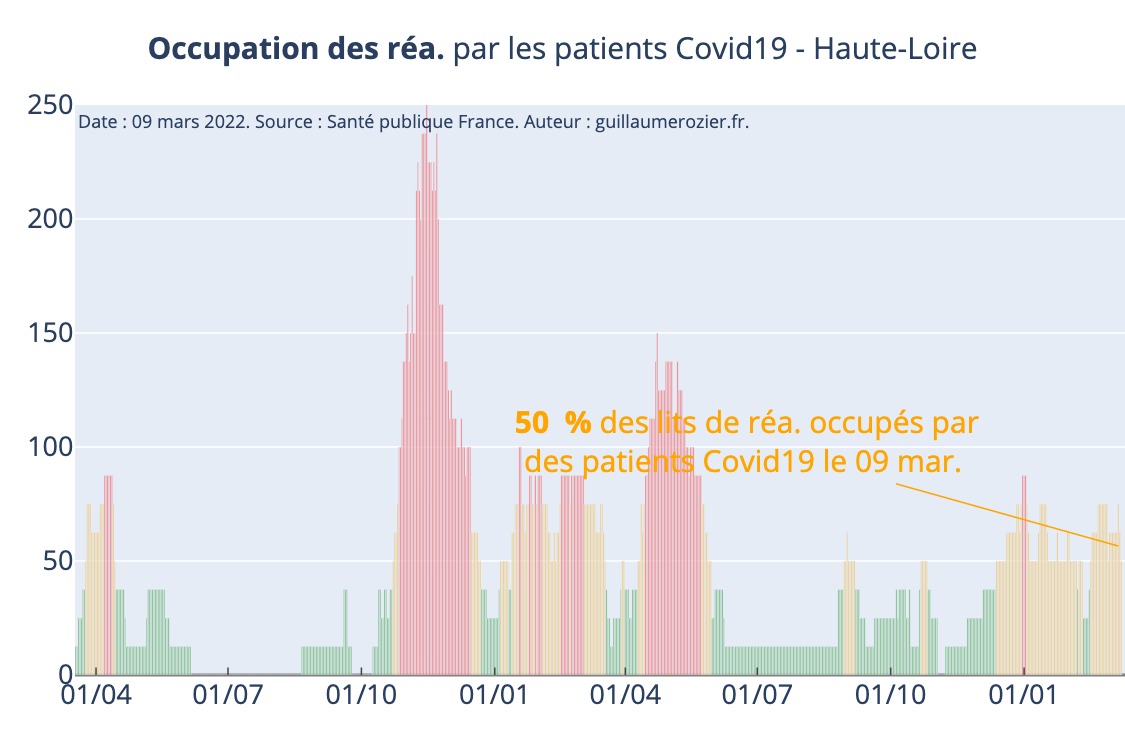 Occupation des réa. par les patients Covid19 - Haute-Loire
250
Date : 09 mars 2022. Source : Santé publique France. Auteur : guillaumerozier.fr.
200
150
50 % des lits de réa. occupés par
100
des patients Covid19 le 09 mar.
50
0
01/04 01/07 01/10 01/01 01/04 01/07 01/10 01/01